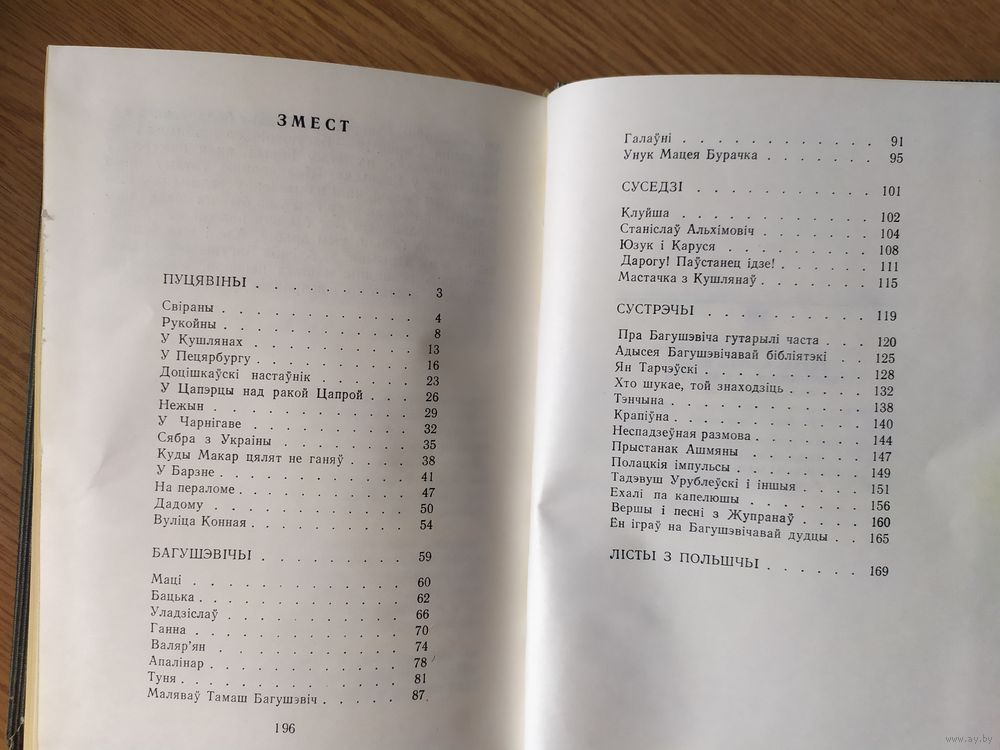 ЗМЕСТ
ПУЦЯВІНЫ . . . . . . . . . . 3
Свіраны . . . . . . . . . . . 4
Рукойны . . . . . . . . . . . 8
У Кушлянах . . . . . . . . . . 13
У Пецярбургу . . . . . . . . . 16
Доцішкаўскі настаўнік . . . . . . 23
У Цапэрцы над ракой Цапрой . . . 26
Нежын . . . . . . . . . . . 29
У Чарнігаве . . . . . . . . . . 32
Сябра з Украіны . . . . . . . . 35
Куды Макар цялят не ганяў . . . . 38
У Барзне . . . . . . . . . . . 41
На пераломе . . . . . . . . . . 47
Дадому . . . . . . . . . . . 50
Вуліца Конная . . . . . . . . . 54
БАГУШЭВІЧЫ . . . . . . . . . 59
Маці . . . . . . . . . . . 60
Бацька . . . . . . . . . . . 62
Уладзіслаў . . . . . . . . . . 66
Ганна . . . . . . . . . . . 70
Валяр'ян . . . . . . . . . . 74
Апалінар . . . . . . . . . . 78
Туня . . . . . . . . . . . 81
Маляваў Тамаш Багушэвіч . . . . . 87
196
Галаўні . . . . . . . . . . . 91
Унук Мацея Бурачка . . . . . . . 95
СУСЕДЗІ . . . . . . . . . . . 101
Клуйша . . . . . . . . . . . 102
Станіслаў Альхімовіч . . . . . . . 104
Юзук і Каруся . . . . . . . . . 108
Дарогу! Паўстанец ідзе! . . . . . . 111
Мастачка з Кушлянаў . . . . . . . 115
СУСТРЭЧЫ . . . . . . . . . . 119
Пра Багушэвіча гутарылі часта . . . 120
Адысея Багушэвічавай бібліятэкі . . . 125
Ян Тарчэўскі . . . . . . . . . . 128
Хто шукае, той знаходзіць . . . . . 132
Тэнчына . . . . . . . . . . . 138
Крапіўна . . . . . . . . . . . 140
Неспадзеўная размова . . . . . . . 144
Прыстанак Ашмяны . . . . . . . 147
Полацкія імпульсы . . . . . . . . 149
Тадэвуш Урублеўскі і іншыя . . . . 151
Ехалі па капелюшы . . . . . . . 156
Вершы і песні з Жупранаў . . . . 160
Ён іграў на Багушэвічавай дудцы . . 165
ЛІСТЫ З ПОЛЬШЧЫ . . . . . . 169
www.ay.by